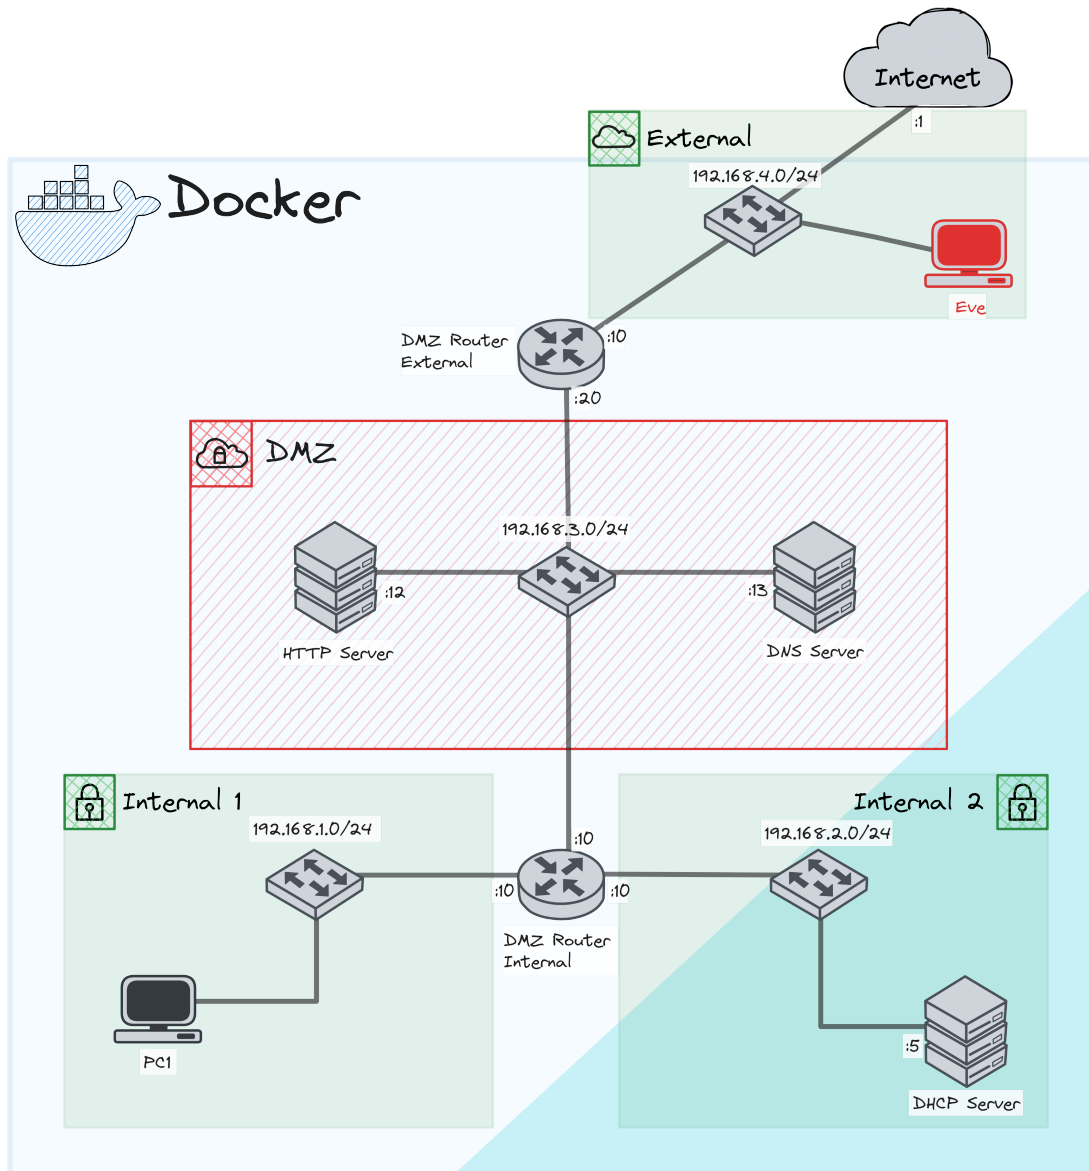 Internet
:1
External
192.168.4.0/24
Docker
Eve
DMZ Router
External
:10
:20
DMZ
192.168.3.0/24
:12
:13
HTTP Server
DNS Server
Internal 1
Internal 2
192.168.1.0/24
192.168.2.0/24
:10
:10
:10
DMZ Router
Internal
PC1
:5
DHCP Server